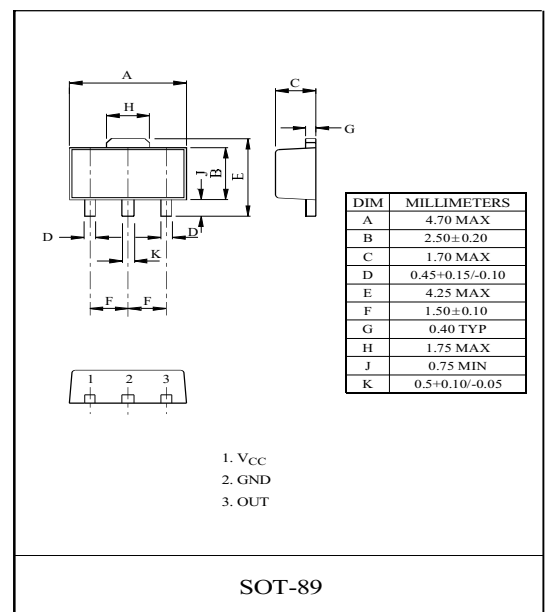 A
H
C
G
J
B
E
D
D
K
F
F
DIM MILLIMETERS
A 4.70 MAX
B 2.50±0.20
C 1.70 MAX
D 0.45+0.15/-0.10
E 4.25 MAX
F 1.50±0.10
G 0.40 TYP
H 1.75 MAX
J 0.75 MIN
K 0.5+0.10/-0.05
1 2 3
1. VCC
2. GND
3. OUT
SOT-89